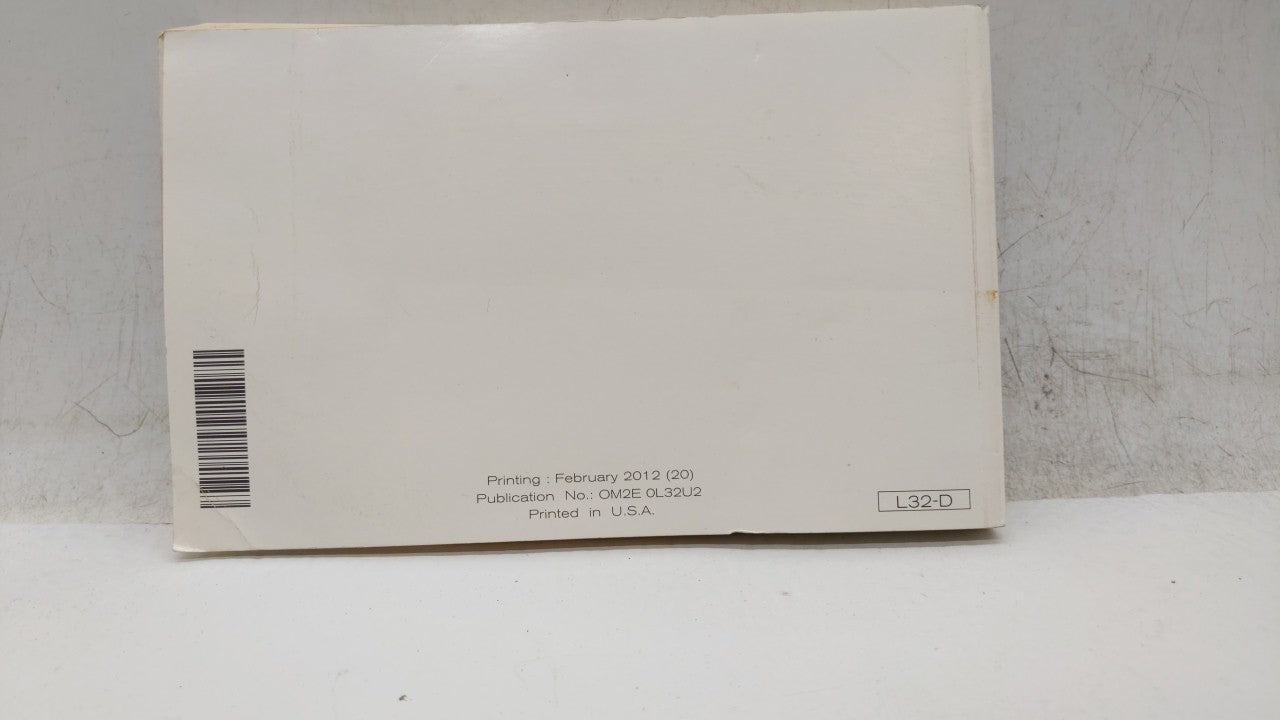 Printing : February 2012 (20)
Publication No.: OM2E 0L32U2
Printed in U.S.A.
L32-D